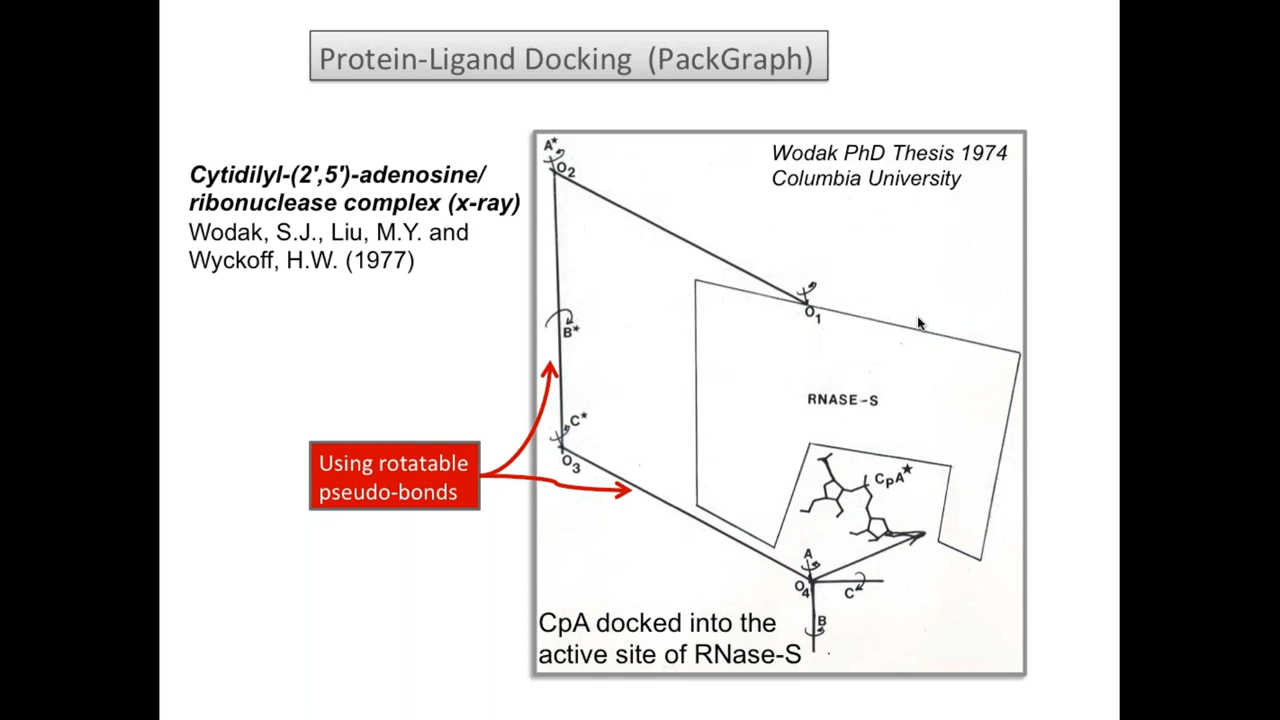 Protein-Ligand Docking (PackGraph)
Cytidilyl-(2',5')-adenosine/
ribonuclease complex (x-ray)
Wodak, S.J., Liu, M.Y. and
Wyckoff, H.W. (1977)
Wodak PhD Thesis 1974
Columbia University
A*
O2
O1
B*
RNASE-S
C*
O3
Using rotatable
pseudo-bonds
CpA*
A
O4
C
B
CpA docked into the
active site of RNase-S